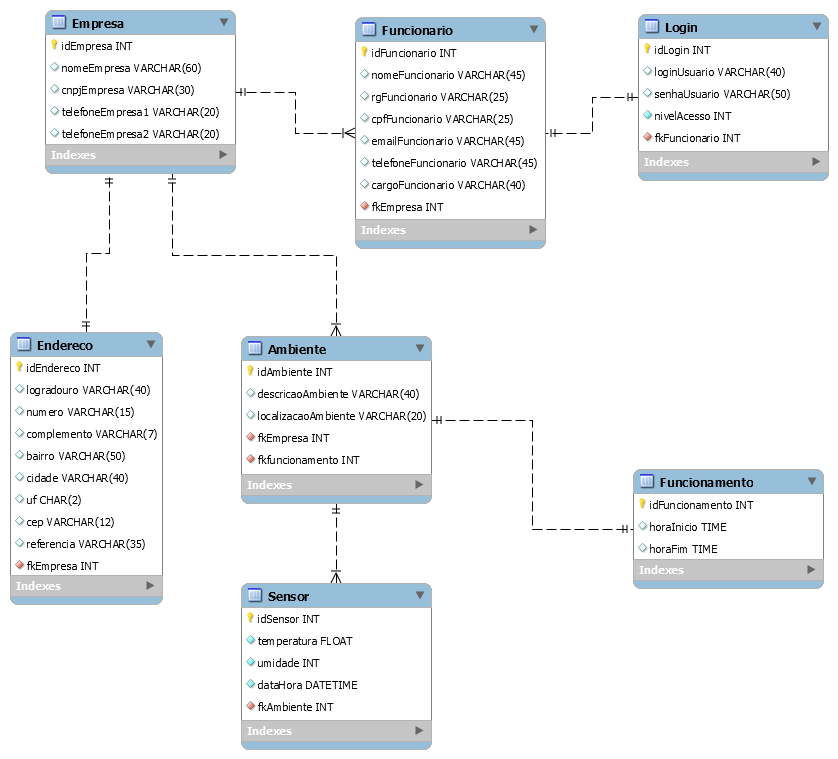 Empresa
idEmpresa INT
nomeEmpresa VARCHAR(60)
cnpjEmpresa VARCHAR(30)
telefoneEmpresa1 VARCHAR(20)
telefoneEmpresa2 VARCHAR(20)
Indexes
Funcionario
idFuncionario INT
nomeFuncionario VARCHAR(45)
rgFuncionario VARCHAR(25)
cpfFuncionario VARCHAR(25)
emailFuncionario VARCHAR(45)
telefoneFuncionario VARCHAR(45)
cargoFuncionario VARCHAR(40)
fkEmpresa INT
Indexes
Login
idLogin INT
loginUsuario VARCHAR(40)
senhaUsuario VARCHAR(50)
nivelAcesso INT
fkFuncionario INT
Indexes
Endereco
idEndereco INT
logradouro VARCHAR(40)
numero VARCHAR(15)
complemento VARCHAR(7)
bairro VARCHAR(50)
cidade VARCHAR(40)
uf CHAR(2)
cep VARCHAR(12)
referencia VARCHAR(35)
fkEmpresa INT
Indexes
Ambiente
idAmbiente INT
descricaoAmbiente VARCHAR(40)
localizacaoAmbiente VARCHAR(20)
fkEmpresa INT
fkfuncionamento INT
Indexes
Funcionamento
idFuncionamento INT
horaInicio TIME
horaFim TIME
Indexes
Sensor
idSensor INT
temperatura FLOAT
umidade INT
dataHora DATETIME
fkAmbiente INT
Indexes